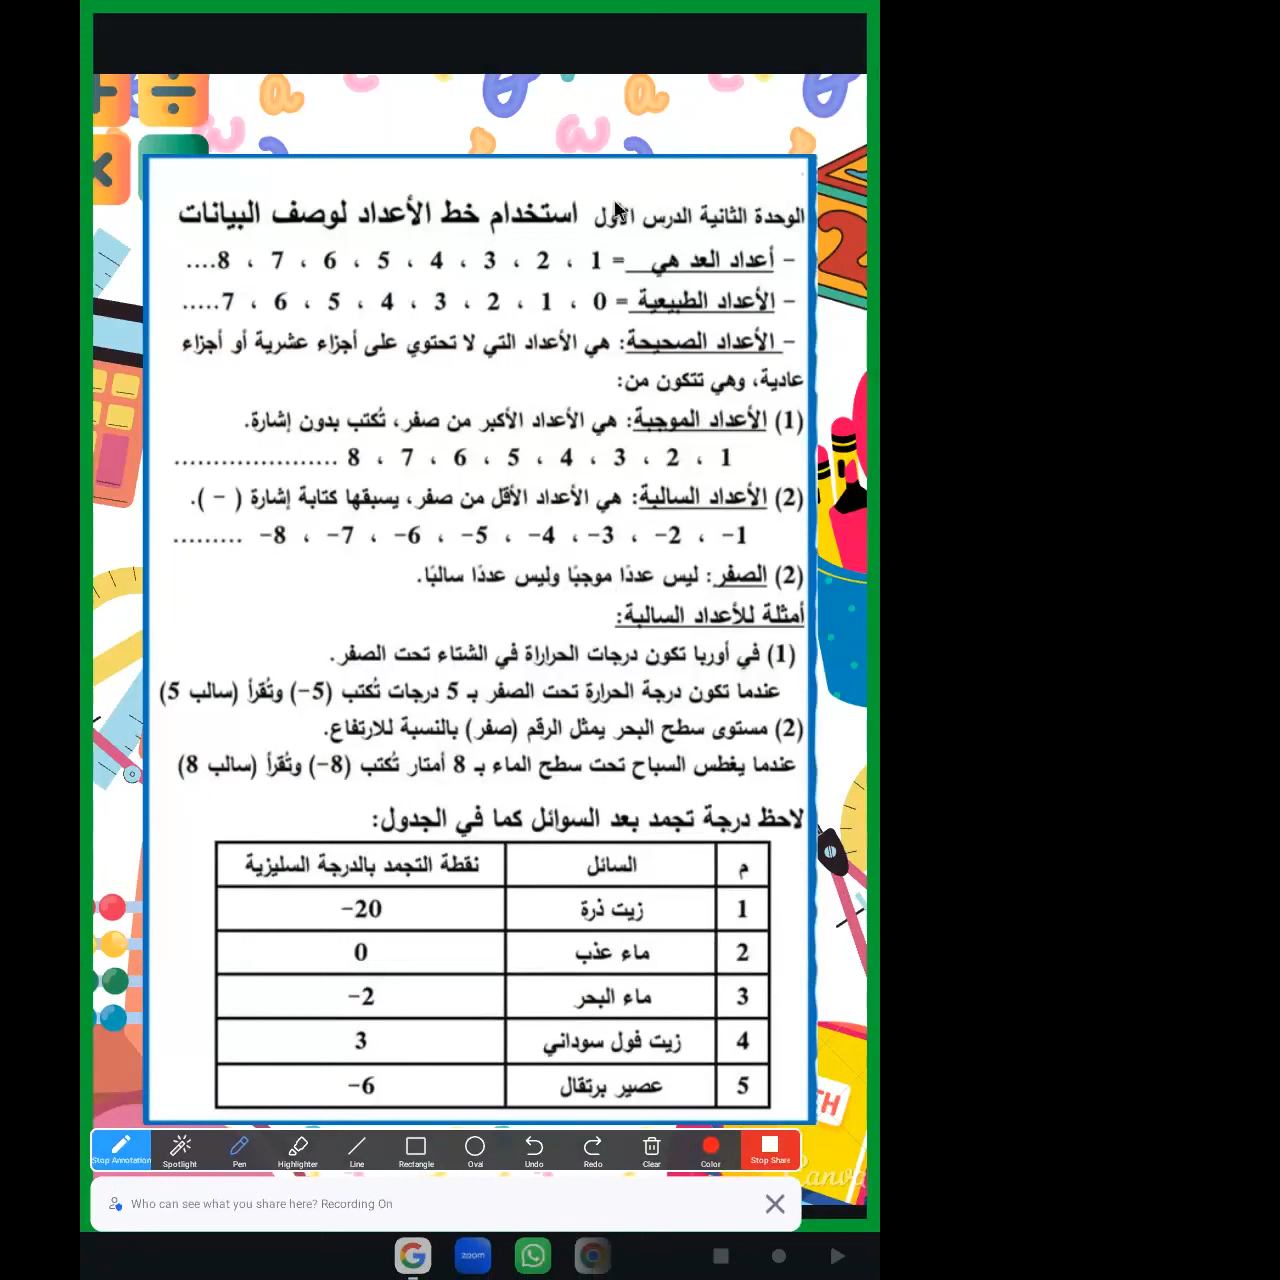 الوحدة الثانية الدرس الأول استخدام خط الأعداد لوصف البيانات
- أعداد العد هي = 1 ، 2 ، 3 ، 4 ، 5 ، 6 ، 7 ، 8....
- الأعداد الطبيعية = 0 ، 1 ، 2 ، 3 ، 4 ، 5 ، 6 ، 7.....
- الأعداد الصحيحة: هي الأعداد التي لا تحتوي على أجزاء عشرية أو أجزاء
عادية، وهي تتكون من:
(1) الأعداد الموجبة: هي الأعداد الأكبر من صفر، تُكتب بدون إشارة.
1 ، 2 ، 3 ، 4 ، 5 ، 6 ، 7 ، 8 .....................
(2) الأعداد السالبة: هي الأعداد الأقل من صفر، يسبقها كتابة إشارة ( - ).
-1 ، -2 ، -3 ، -4 ، -5 ، -6 ، -7 ، -8 .........
(2) الصفر: ليس عددًا موجبًا وليس عددًا سالبًا.
أمثلة للأعداد السالبة:
(1) في أوربا تكون درجات الحراراة في الشتاء تحت الصفر.
عندما تكون درجة الحرارة تحت الصفر بـ 5 درجات تُكتب (-5) وتُقرأ (سالب 5)
(2) مستوى سطح البحر يمثل الرقم (صفر) بالنسبة للارتفاع.
عندما يغطس السباح تحت سطح الماء بـ 8 أمتار تُكتب (-8) وتُقرأ (سالب 8)
لاحظ درجة تجمد بعد السوائل كما في الجدول:
م السائل نقطة التجمد بالدرجة السليزية
1 زيت ذرة -20
2 ماء عذب 0
3 ماء البحر -2
4 زيت فول سوداني 3
5 عصير برتقال -6
Stop Annotation Spotlight Pen Highlighter Line Rectangle Oval Undo Redo Clear Color Stop Share
Canva
Who can see what you share here? Recording On
zoom